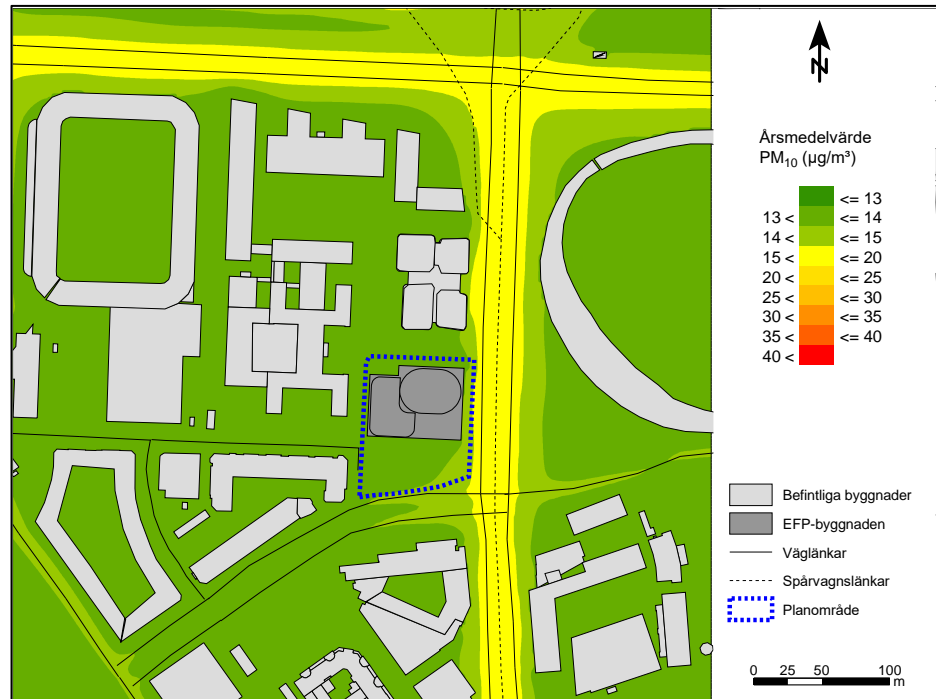 N
Årsmedelvärde
PM₁₀ (µg/m³)
<= 13
13 < <= 14
14 < <= 15
15 < <= 20
20 < <= 25
25 < <= 30
30 < <= 35
35 < <= 40
40 <
Befintliga byggnader
EFP-byggnaden
Väglänkar
Spårvagnslänkar
Planområde
0 25 50 100
m